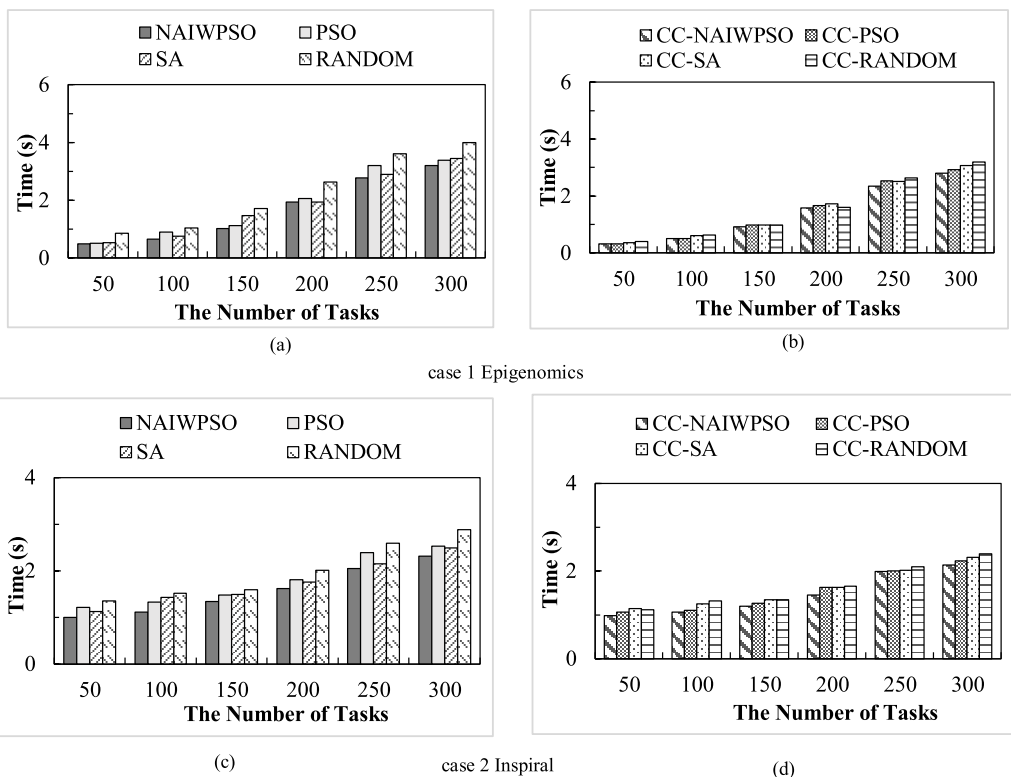 NAIWPSO PSO
SA RANDOM
6
4
2
0
Time (s)
50 100 150 200 250 300
The Number of Tasks
(a)
CC-NAIWPSO CC-PSO
CC-SA CC-RANDOM
6
4
2
0
Time (s)
50 100 150 200 250 300
The Number of Tasks
(b)
case 1 Epigenomics
NAIWPSO PSO
SA RANDOM
4
2
0
Time (s)
50 100 150 200 250 300
The Number of Tasks
(c)
CC-NAIWPSO CC-PSO
CC-SA CC-RANDOM
4
2
0
Time (s)
50 100 150 200 250 300
The Number of Tasks
(d)
case 2 Inspiral